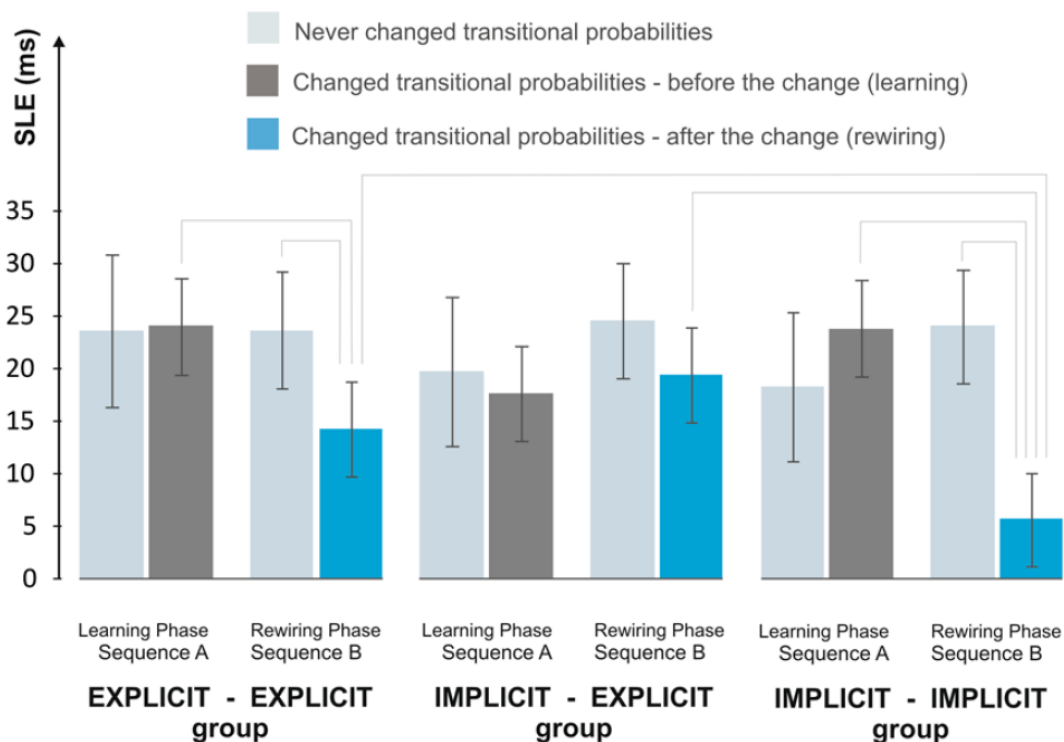 SLE (ms)
Never changed transitional probabilities
Changed transitional probabilities - before the change (learning)
Changed transitional probabilities - after the change (rewiring)
35
30
25
20
15
10
5
0
Learning Phase
Sequence A
Rewiring Phase
Sequence B
Learning Phase
Sequence A
Rewiring Phase
Sequence B
Learning Phase
Sequence A
Rewiring Phase
Sequence B
EXPLICIT - EXPLICIT
group
IMPLICIT - EXPLICIT
group
IMPLICIT - IMPLICIT
group